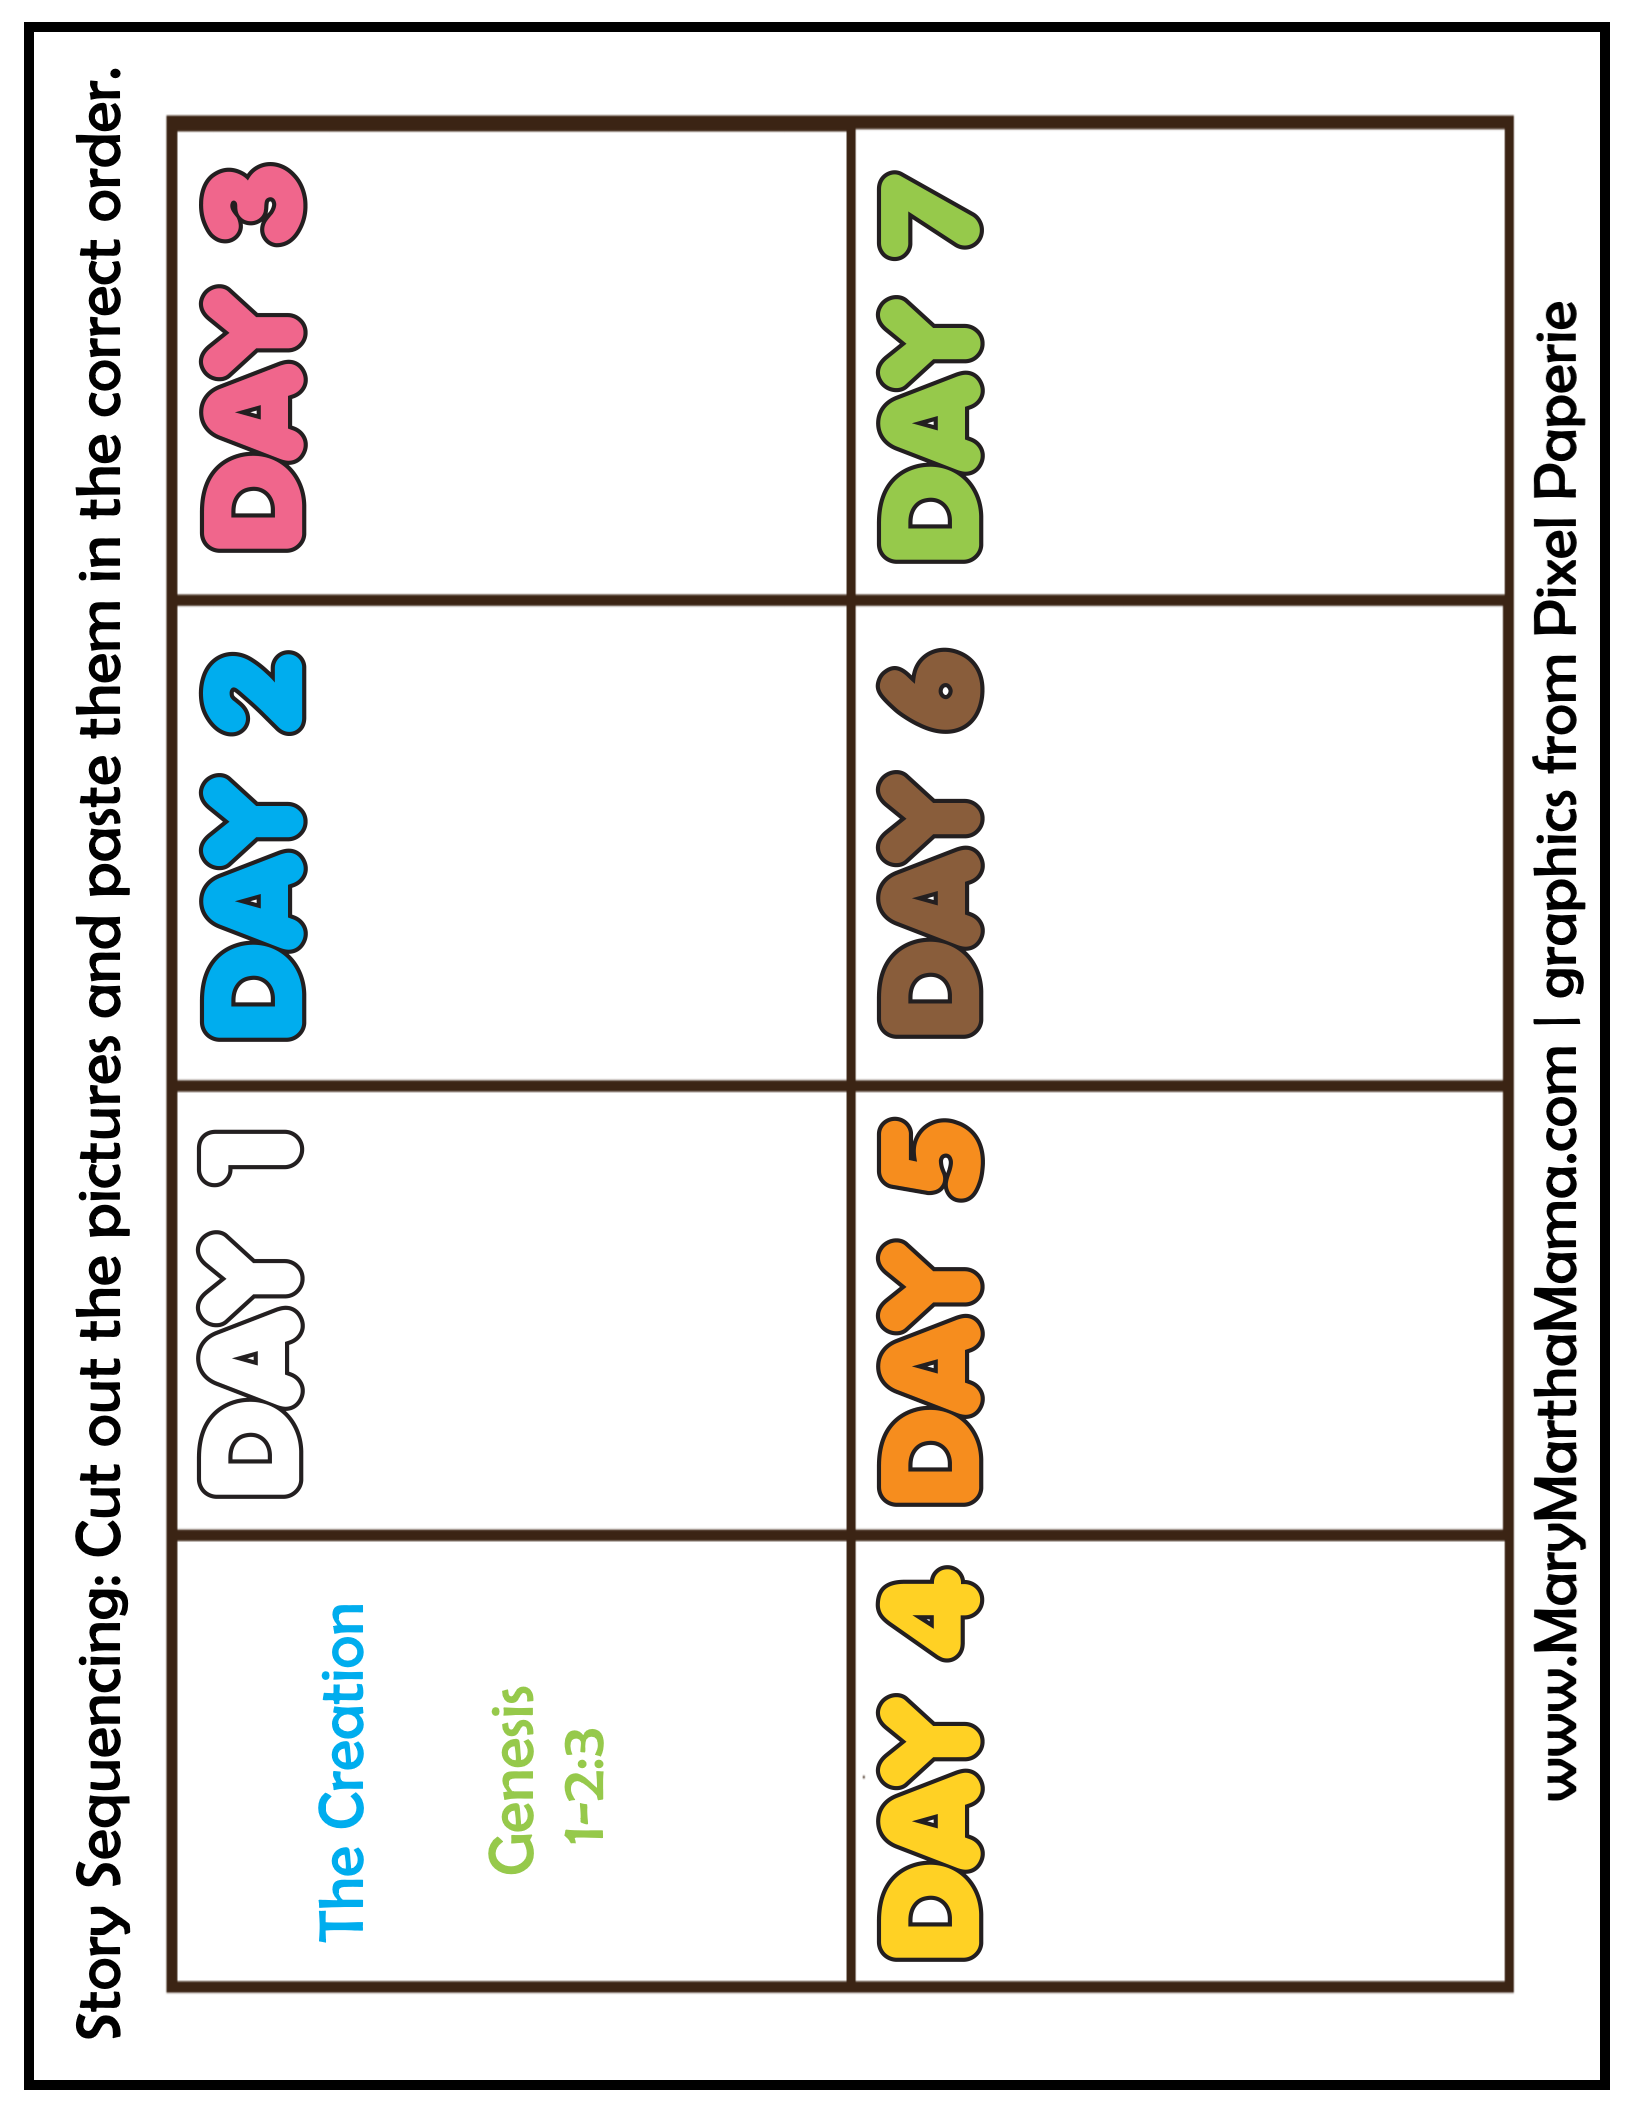 Story Sequencing: Cut out the pictures and paste them in the correct order.
The Creation
Genesis
1-2:3
DAY 1
DAY 2
DAY 3
DAY 4
DAY 5
DAY 6
DAY 7
www.MaryMarthaMama.com | graphics from Pixel Paperie